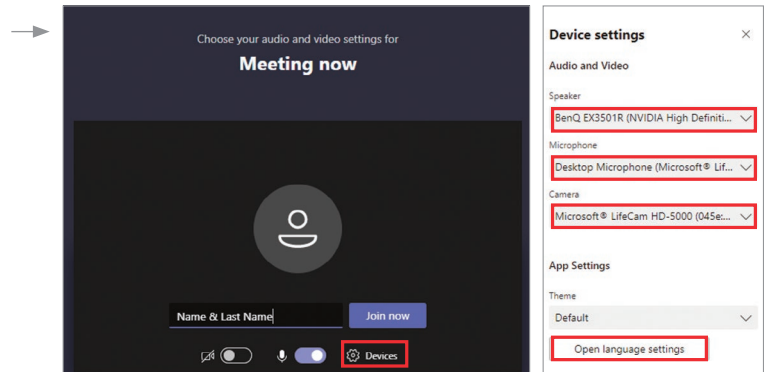 Choose your audio and video settings for
Meeting now
Name & Last Name
Join now
Devices
Device settings
Audio and Video
Speaker
BenQ EX3501R (NVIDIA High Definiti...
Microphone
Desktop Microphone (Microsoft® Lif...
Camera
Microsoft® LifeCam HD-5000 (045e:...
App Settings
Theme
Default
Open language settings